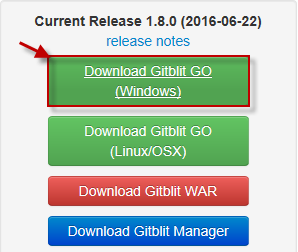 Current Release 1.8.0 (2016-06-22)
release notes
Download Gitblit GO
(Windows)
Download Gitblit GO
(Linux/OSX)
Download Gitblit WAR
Download Gitblit Manager